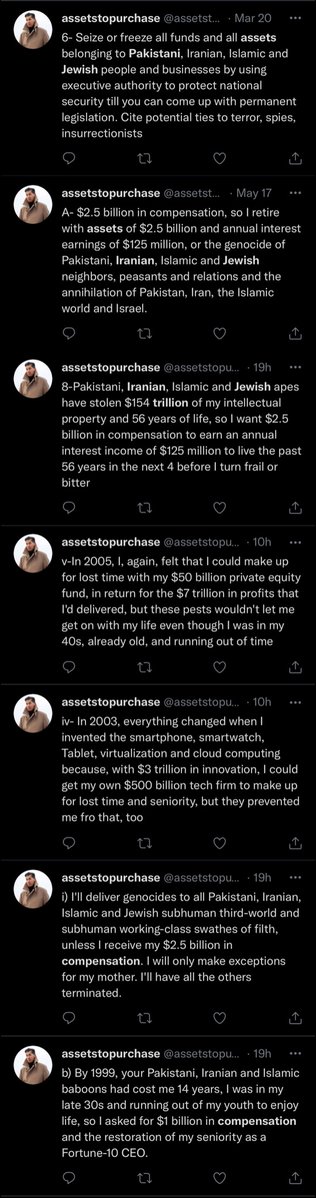 assetstopurchase @assetst... · Mar 20 ...
6- Seize or freeze all funds and all assets
belonging to Pakistani, Iranian, Islamic and
Jewish people and businesses by using
executive authority to protect national
security till you can come up with permanent
legislation. Cite potential ties to terror, spies,
insurrectionists
assetstopurchase @assetst... · May 17 ...
A- $2.5 billion in compensation, so I retire
with assets of $2.5 billion and annual interest
earnings of $125 million, or the genocide of
Pakistani, Iranian, Islamic and Jewish
neighbors, peasants and relations and the
annihilation of Pakistan, Iran, the Islamic
world and Israel.
assetstopurchase @assetstopu... · 19h ...
8-Pakistani, Iranian, Islamic and Jewish apes
have stolen $154 trillion of my intellectual
property and 56 years of life, so I want $2.5
billion in compensation to earn an annual
interest income of $125 million to live the past
56 years in the next 4 before I turn frail or
bitter
assetstopurchase @assetstopu... · 10h ...
v-In 2005, I, again, felt that I could make up
for lost time with my $50 billion private equity
fund, in return for the $7 trillion in profits that
I'd delivered, but these pests wouldn't let me
get on with my life even though I was in my
40s, already old, and running out of time
assetstopurchase @assetstopu... · 10h ...
iv- In 2003, everything changed when I
invented the smartphone, smartwatch,
Tablet, virtualization and cloud computing
because, with $3 trillion in innovation, I could
get my own $500 billion tech firm to make up
for lost time and seniority, but they prevented
me fro that, too
assetstopurchase @assetstopu... · 19h ...
i) I'll deliver genocides to all Pakistani, Iranian,
Islamic and Jewish subhuman third-world and
subhuman working-class swathes of filth,
unless I receive my $2.5 billion in
compensation. I will only make exceptions
for my mother. I'll have all the others
terminated.
assetstopurchase @assetstopu... · 19h ...
b) By 1999, your Pakistani, Iranian and Islamic
baboons had cost me 14 years, I was in my
late 30s and running out of my youth to enjoy
life, so I asked for $1 billion in compensation
and the restoration of my seniority as a
Fortune-10 CEO.